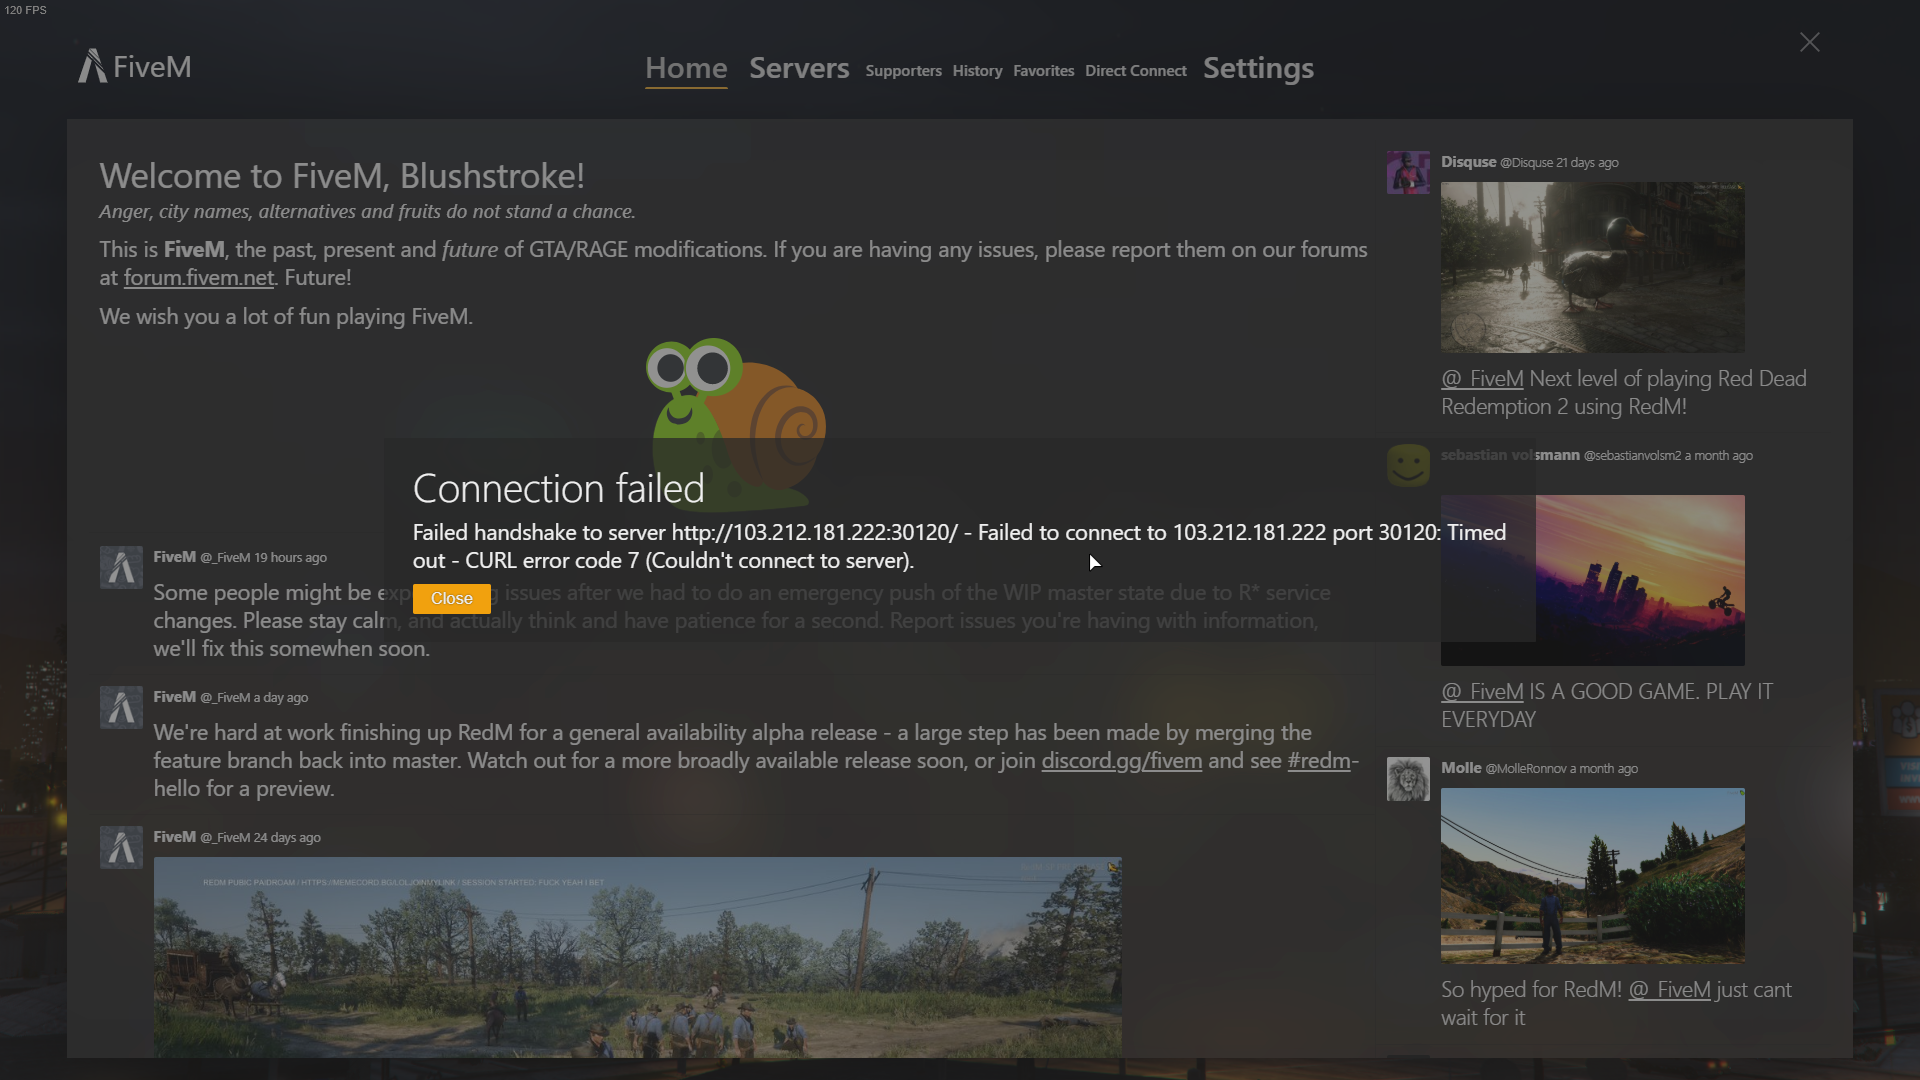 120 FPS
FiveM
Home Servers Supporters History Favorites Direct Connect Settings
Welcome to FiveM, Blushstroke!
Anger, city names, alternatives and fruits do not stand a chance.
This is FiveM, the past, present and future of GTA/RAGE modifications. If you are having any issues, please report them on our forums
at forum.fivem.net. Future!
We wish you a lot of fun playing FiveM.
Connection failed
Failed handshake to server http://103.212.181.222:30120/ - Failed to connect to 103.212.181.222 port 30120: Timed
out - CURL error code 7 (Couldn't connect to server).
Close
FiveM @_FiveM 19 hours ago
Some people might be issues after we had to do an emergency push of the WIP master state due to R* service
changes. Please stay calm, and actually think and have patience for a second. Report issues you're having with information,
we'll fix this somewhen soon.
FiveM @_FiveM a day ago
We're hard at work finishing up RedM for a general availability alpha release - a large step has been made by merging the
feature branch back into master. Watch out for a more broadly available release soon, or join discord.gg/fivem and see #redm-
hello for a preview.
FiveM @_FiveM 24 days ago
REDM PUBIC PAIDROAM / HTTPS://MEMECORD.BG/LOLJOINMYLINK / SESSION STARTED; FUCK YEAH I BET
Disquse @Disquse 21 days ago
@_FiveM Next level of playing Red Dead
Redemption 2 using RedM!
sebastian volsmann @sebastianvolsm2 a month ago
@_FiveM IS A GOOD GAME. PLAY IT
EVERYDAY
Molle @MolleRonnov a month ago
So hyped for RedM! @_FiveM just cant
wait for it